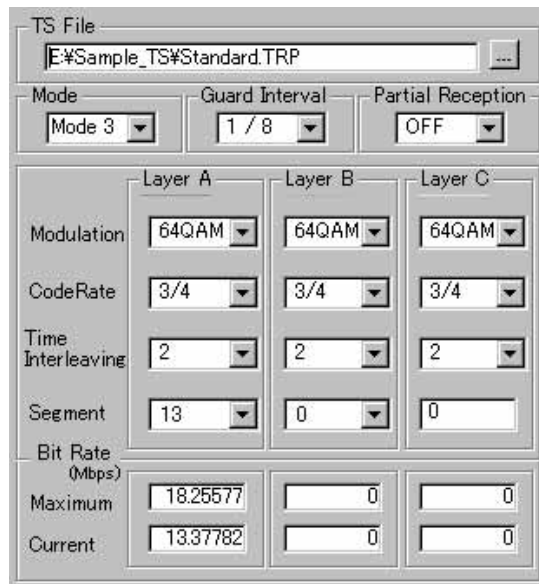 TS File
E:¥Sample_TS¥Standard.TRP ...
Mode Guard Interval Partial Reception
Mode 3 1 / 8 OFF
Layer A Layer B Layer C
Modulation 64QAM 64QAM 64QAM
CodeRate 3/4 3/4 3/4
Time
Interleaving 2 2 2
Segment 13 0 0
Bit Rate
(Mbps)
Maximum 18.25577 0 0
Current 13.37782 0 0